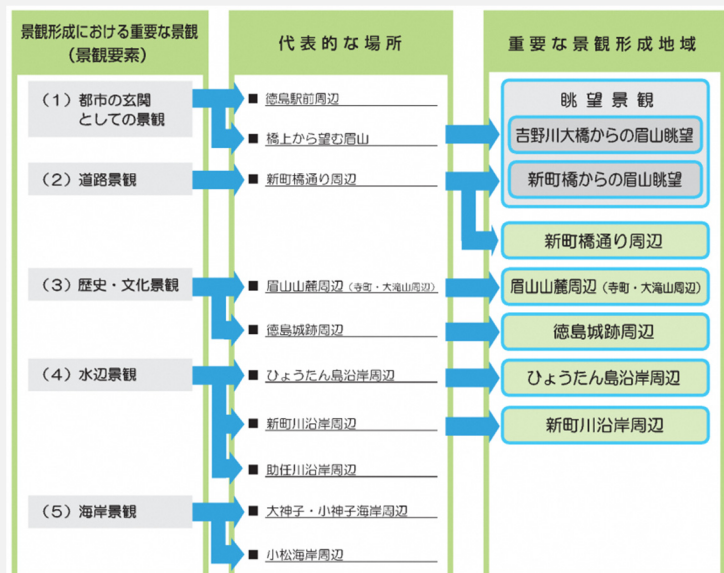 景観形成における重要な景観
(景観要素)
代表的な場所
重要な景観形成地域
(1)都市の玄関
としての景観
(2)道路景観
(3)歴史・文化景観
(4)水辺景観
(5)海岸景観
■ 徳島駅前周辺
■ 橋上から望む眉山
■ 新町橋通り周辺
■ 眉山山麓周辺(寺町・大滝山周辺)
■ 徳島城跡周辺
■ ひょうたん島沿岸周辺
■ 新町川沿岸周辺
■ 助任川沿岸周辺
■ 大神子・小神子海岸周辺
■ 小松海岸周辺
眺望景観
吉野川大橋からの眉山眺望
新町橋からの眉山眺望
新町橋通り周辺
眉山山麓周辺(寺町・大滝山周辺)
徳島城跡周辺
ひょうたん島沿岸周辺
新町川沿岸周辺